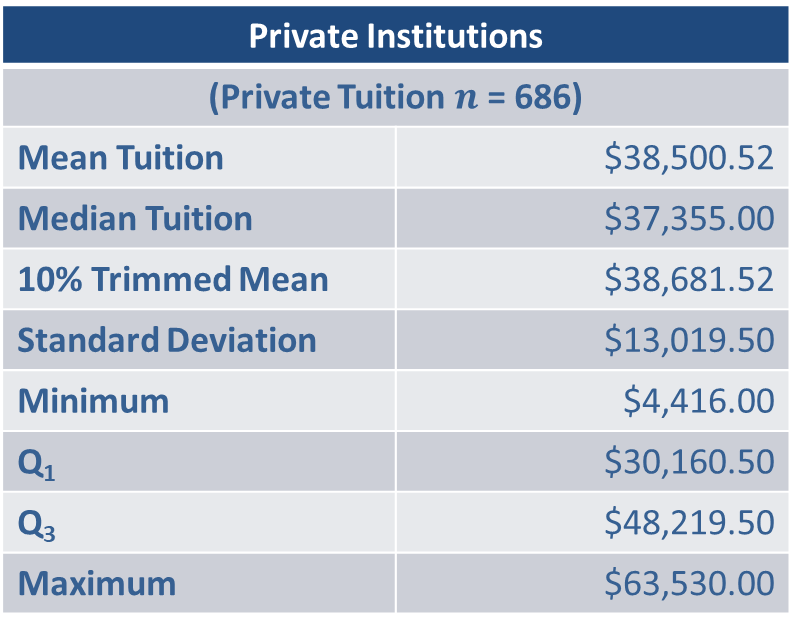 Private Institutions
(Private Tuition n = 686)
Mean Tuition $38,500.52
Median Tuition $37,355.00
10% Trimmed Mean $38,681.52
Standard Deviation $13,019.50
Minimum $4,416.00
Q₁ $30,160.50
Q₃ $48,219.50
Maximum $63,530.00